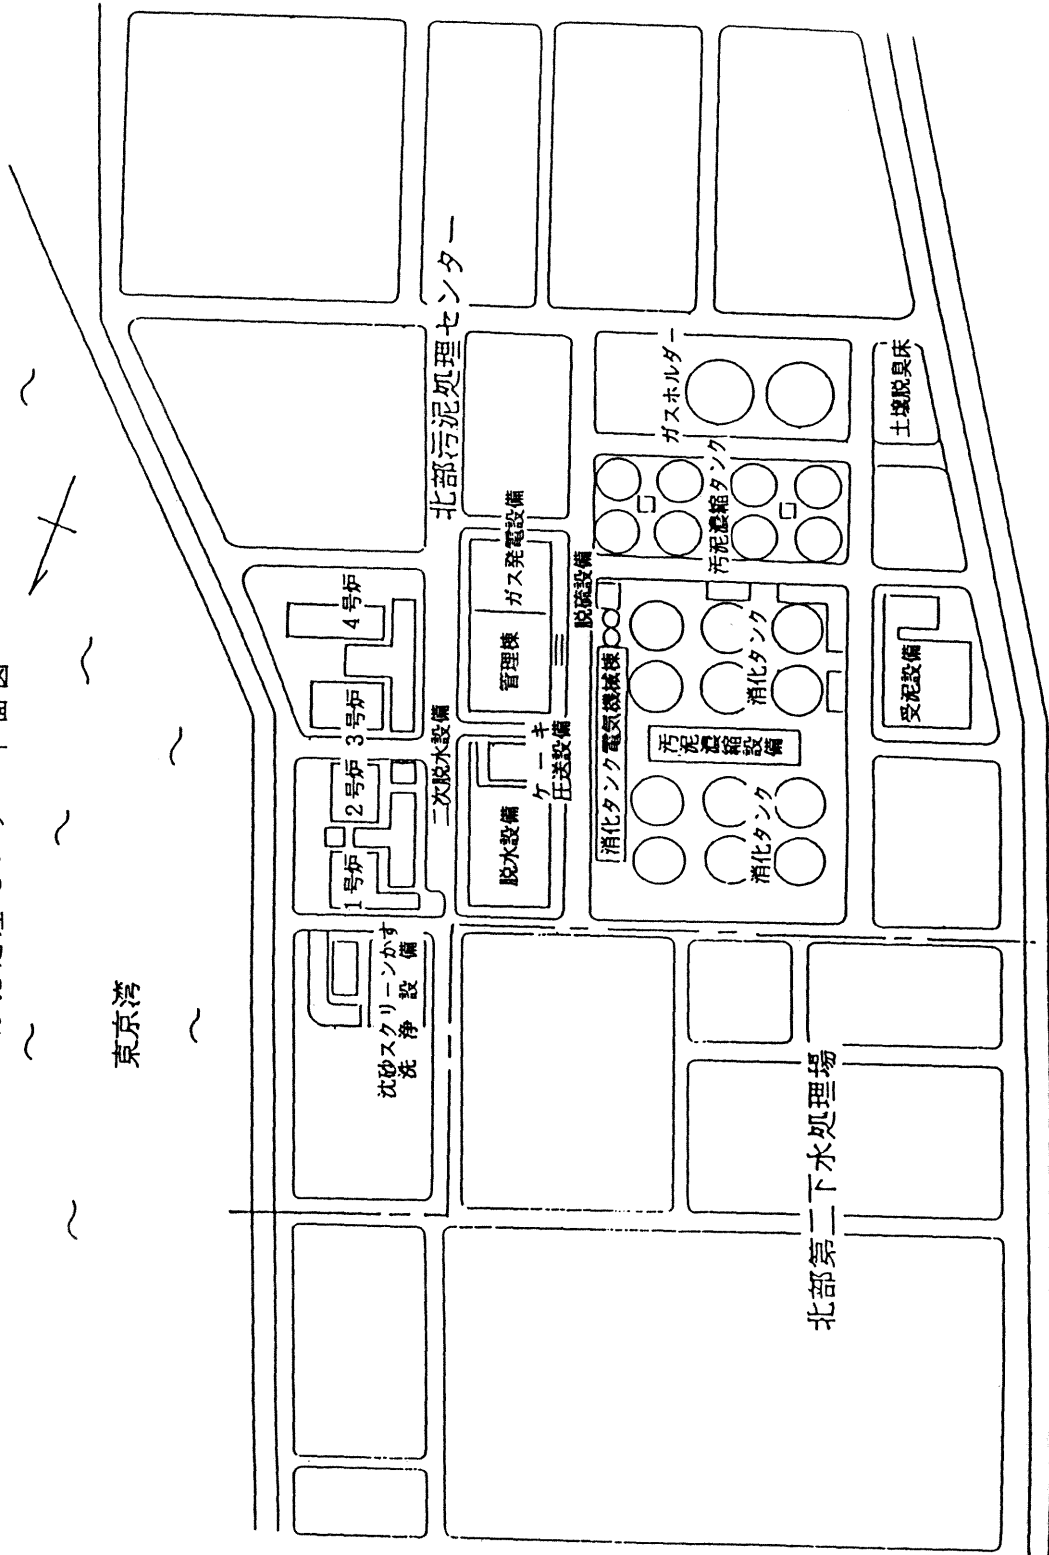 東京湾
北部汚泥処理センター
1号炉
2号炉
3号炉
4号炉
沈砂スクリーンかす
洗浄設備
二次脱水設備
脱水設備
ケーキ
圧送設備
管理棟
ガス発電設備
脱硫設備
消化タンク電気機械棟
消化タンク
汚泥濃縮設備
消化タンク
汚泥濃縮タンク
ガスホルダー
受泥設備
土壌脱臭床
北部第二下水処理場